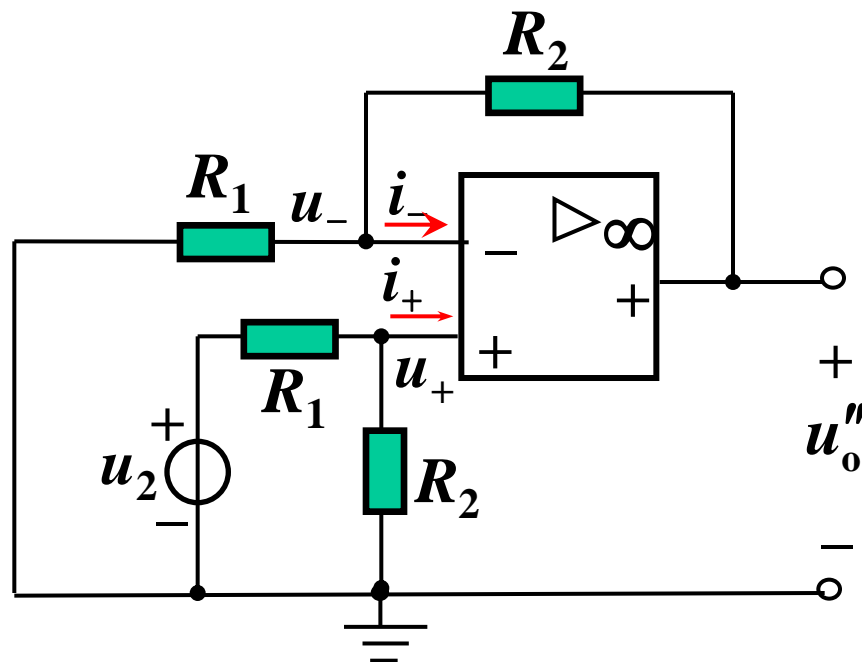 R₂
R₁ u₋ i₋ ▷∞
−
i₊ +
+
R₁ u₊ +
+
u₂ R₂ u″ₒ
− −